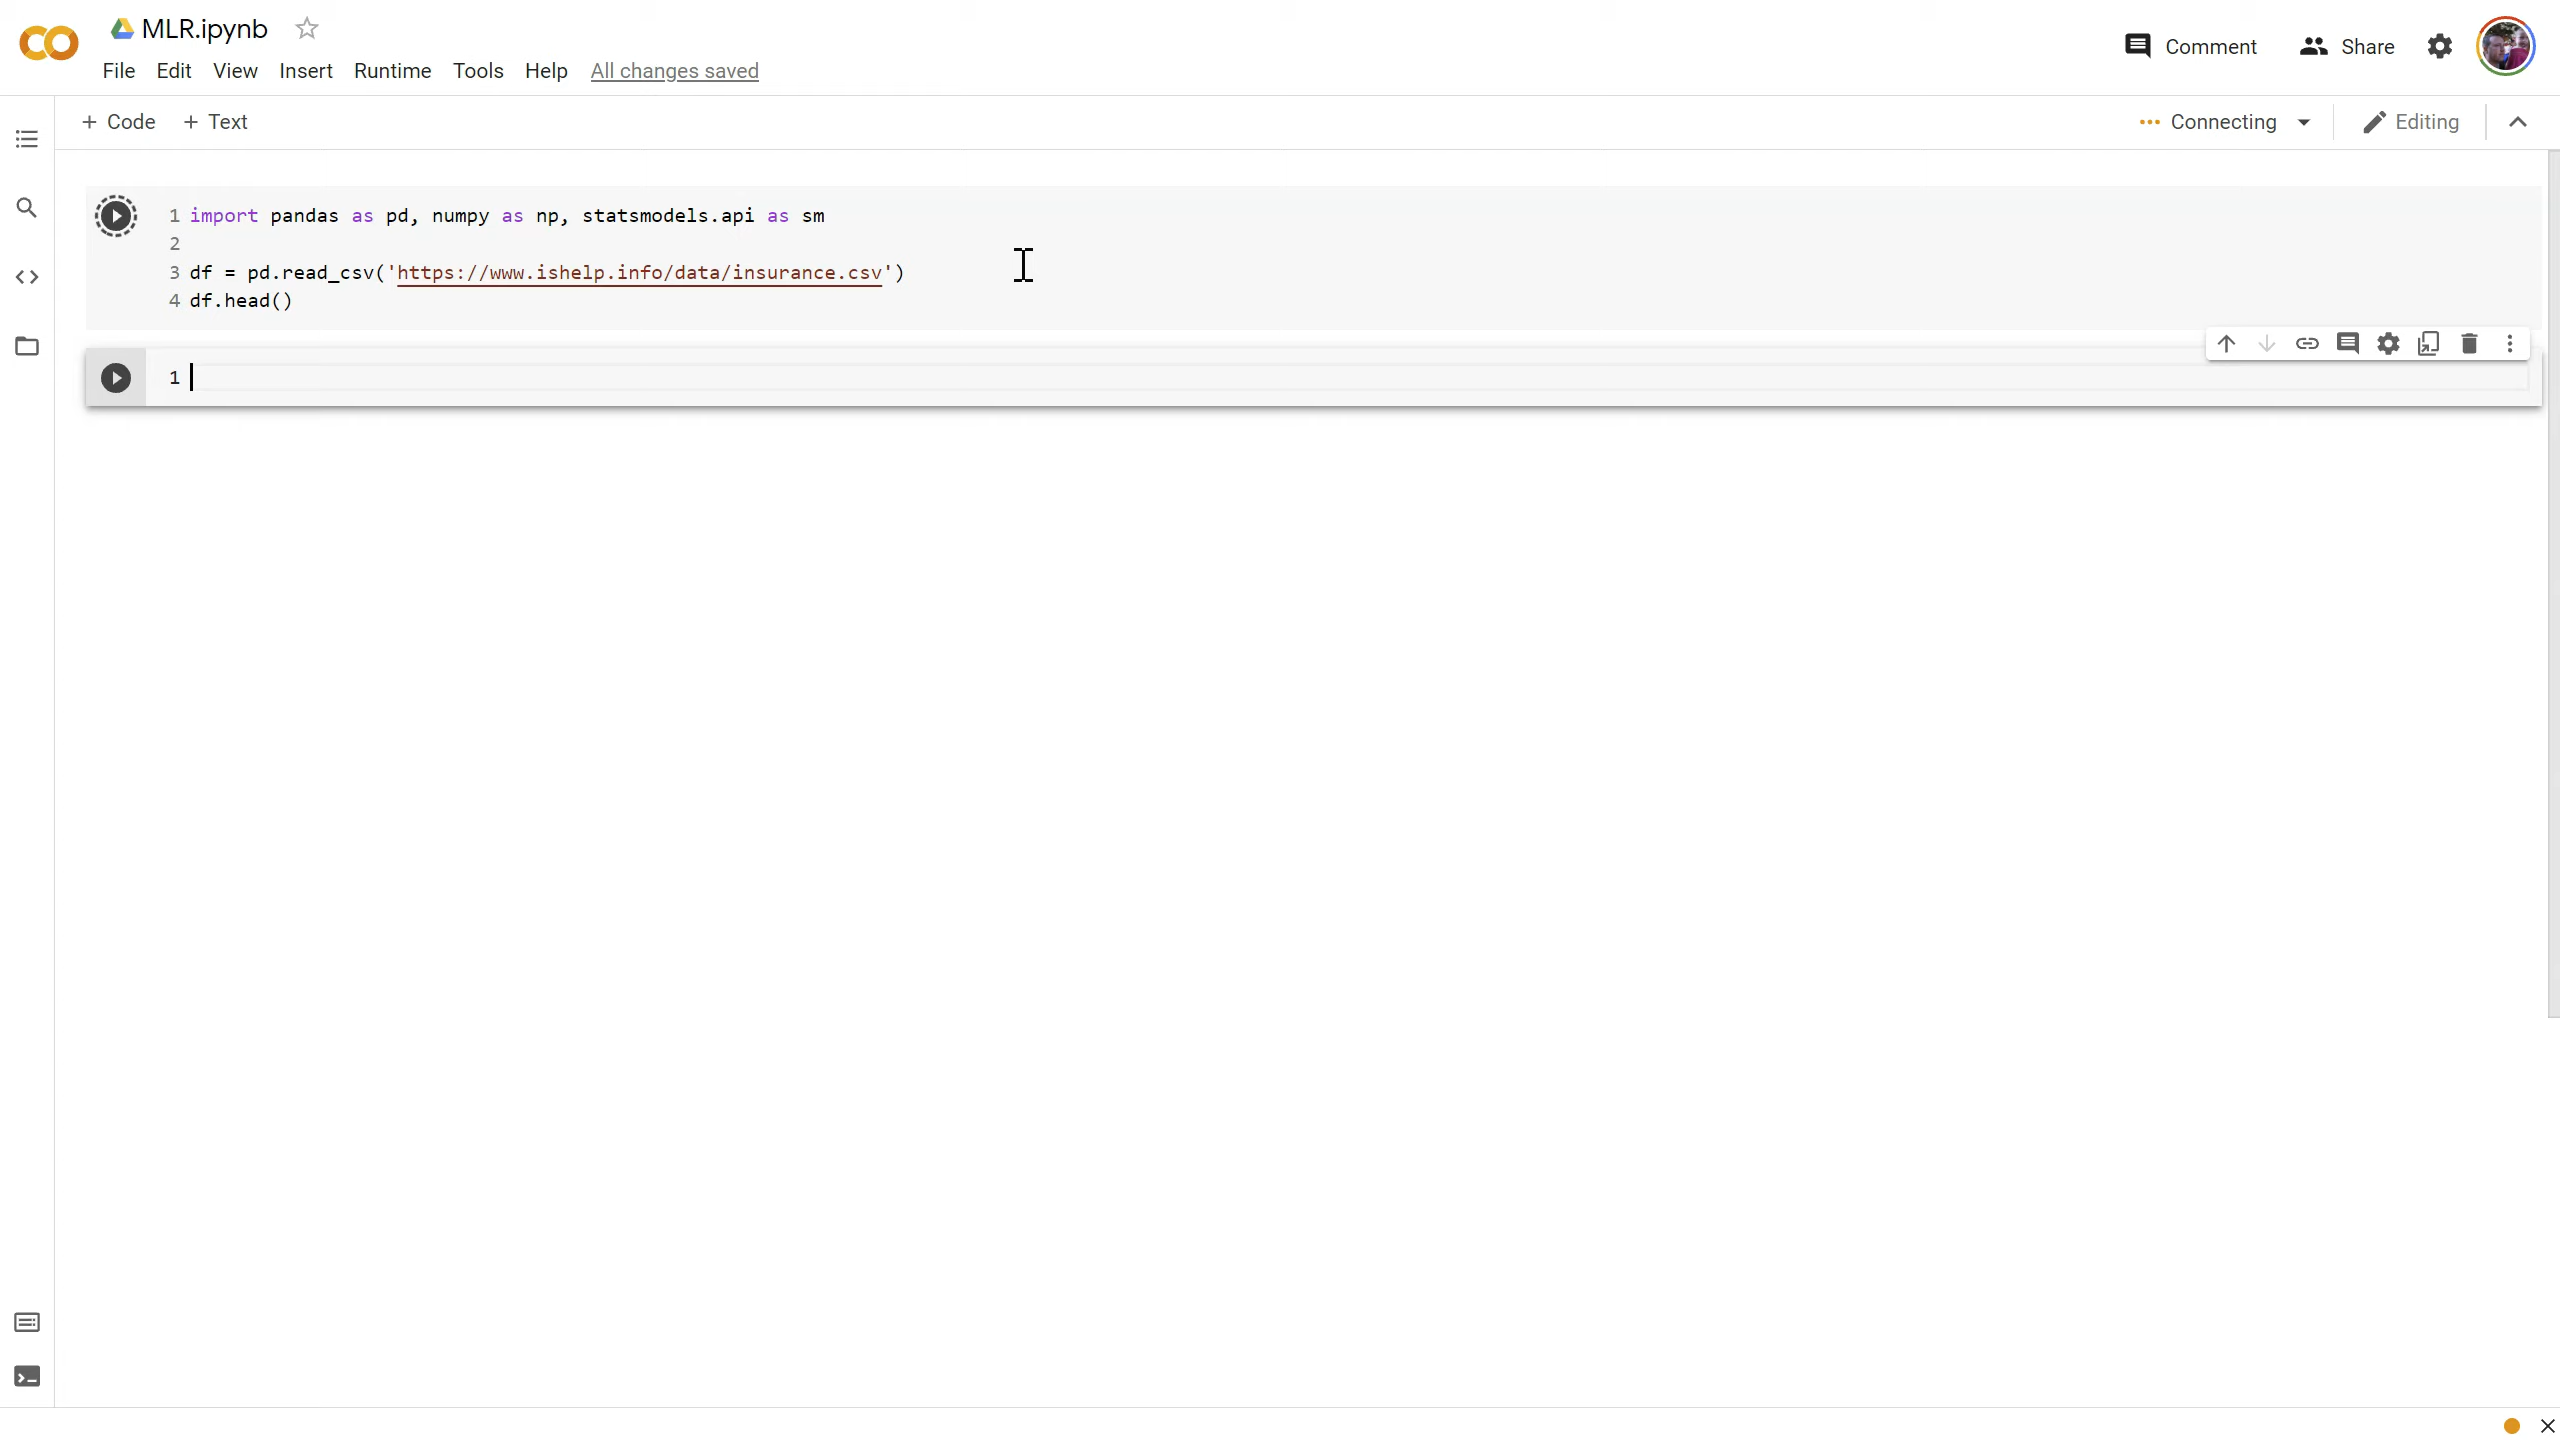 MLR.ipynb
Comment Share
File Edit View Insert Runtime Tools Help All changes saved
+ Code + Text Connecting Editing
1 import pandas as pd, numpy as np, statsmodels.api as sm
2
3 df = pd.read_csv('https://www.ishelp.info/data/insurance.csv')
4 df.head()
1